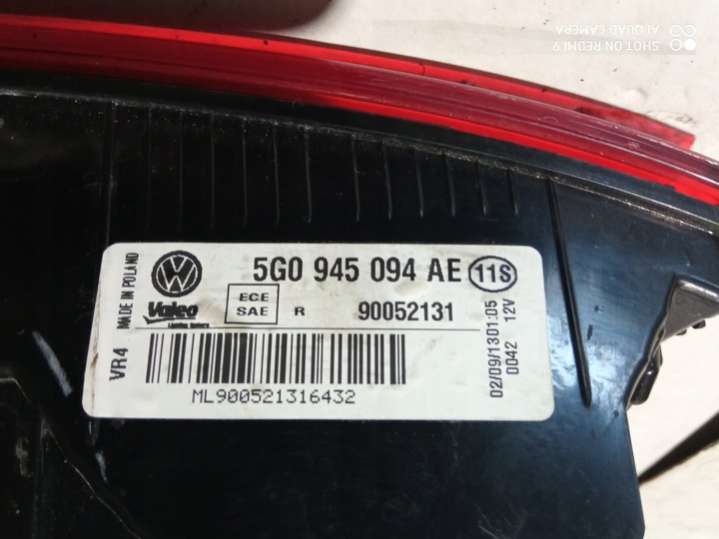 SHOT ON REDMI 9
AI QUAD CAMERA
MADE IN POLAND
VR4
5G0 945 094 AE 11S
Valeo
ECE
SAE
R
90052131
ML900521316432
02/09/1301:05
0042 12V